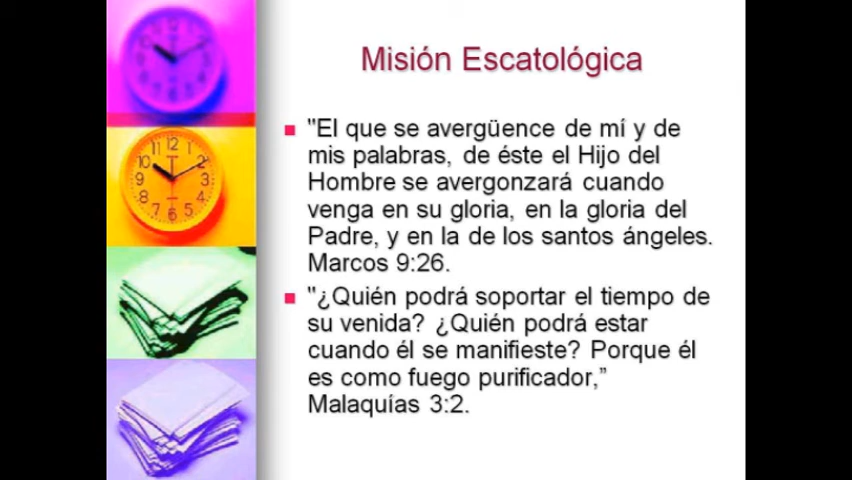 Misión Escatológica
"El que se avergüence de mí y de
mis palabras, de éste el Hijo del
Hombre se avergonzará cuando
venga en su gloria, en la gloria del
Padre, y en la de los santos ángeles.
Marcos 9:26.
"¿Quién podrá soportar el tiempo de
su venida? ¿Quién podrá estar
cuando él se manifieste? Porque él
es como fuego purificador,”
Malaquías 3:2.